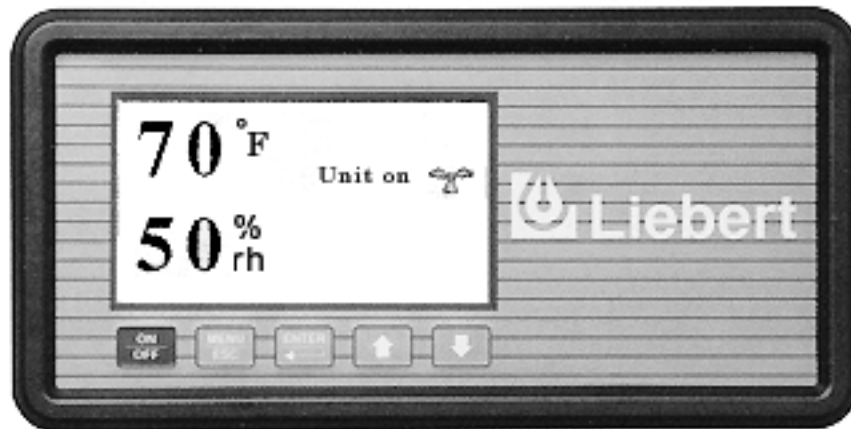 70 °F
Unit on
50 % rh
Liebert
ON
OFF
MENU
ESC
ENTER